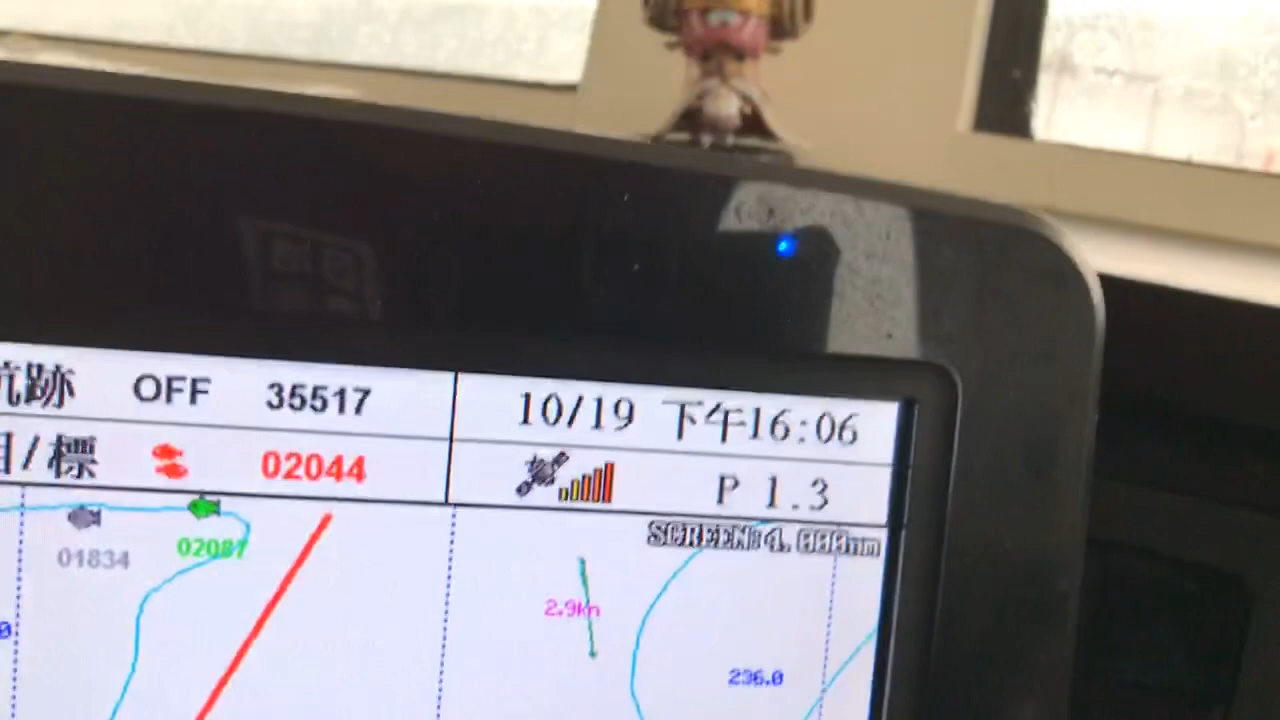 航跡 OFF 35517
10/19 下午16:06
/標 02044
P 1.3
SCREEN:4.000nm
01834
02087
2.9kn
0
236.0